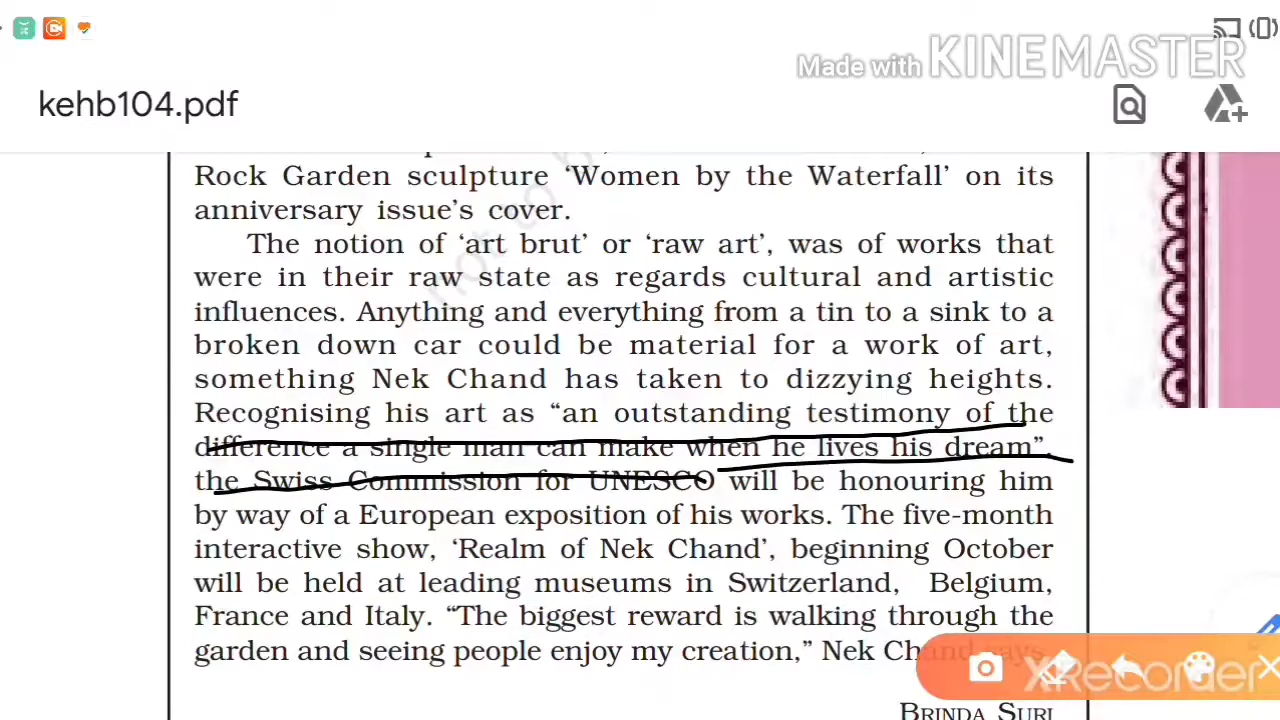 Made with KINEMASTER
kehb104.pdf
Rock Garden sculpture ‘Women by the Waterfall’ on its
anniversary issue’s cover.
The notion of ‘art brut’ or ‘raw art’, was of works that
were in their raw state as regards cultural and artistic
influences. Anything and everything from a tin to a sink to a
broken down car could be material for a work of art,
something Nek Chand has taken to dizzying heights.
Recognising his art as “an outstanding testimony of the
difference a single man can make when he lives his dream”,
the Swiss Commission for UNESCO will be honouring him
by way of a European exposition of his works. The five-month
interactive show, ‘Realm of Nek Chand’, beginning October
will be held at leading museums in Switzerland, Belgium,
France and Italy. “The biggest reward is walking through the
garden and seeing people enjoy my creation,” Nek Chand says.
XRecorder
BRINDA SURI